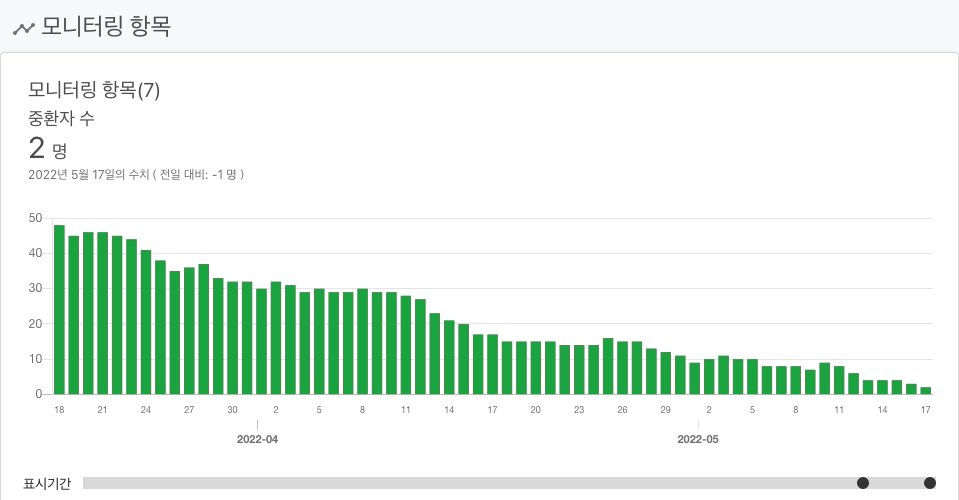 모니터링 항목
모니터링 항목(7)
중환자 수
2 명
2022년 5월 17일의 수치 ( 전일 대비: -1 명 )
50
40
30
20
10
0
18 21 24 27 30 2 5 8 11 14 17 20 23 26 29 2 5 8 11 14 17
2022-04 2022-05
표시기간